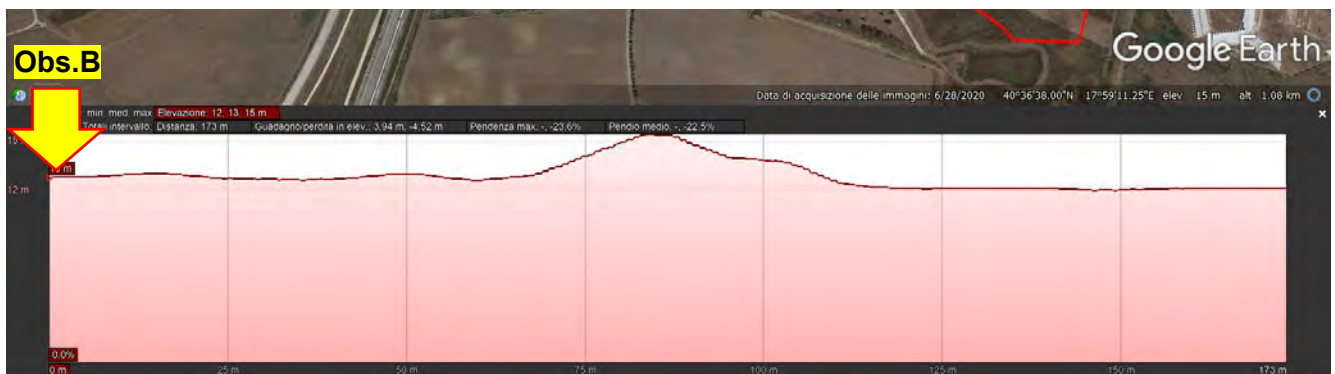 Obs.B
Google Earth
Data di acquisizione delle immagini: 6/28/2020 40°36'38.00"N 17°59'11.25"E elev 15 m alt 1.08 km
min, med, max Elevazione: 12, 13, 15 m
Totali intervallo: Distanza: 173 m Guadagno/perdita in elev.: 3.94 m, -4.52 m Pendenza max: -, -23.6% Pendio medio: -, -22.5%
12 m
0.0%
0 m 25 m 50 m 75 m 100 m 125 m 150 m 173 m